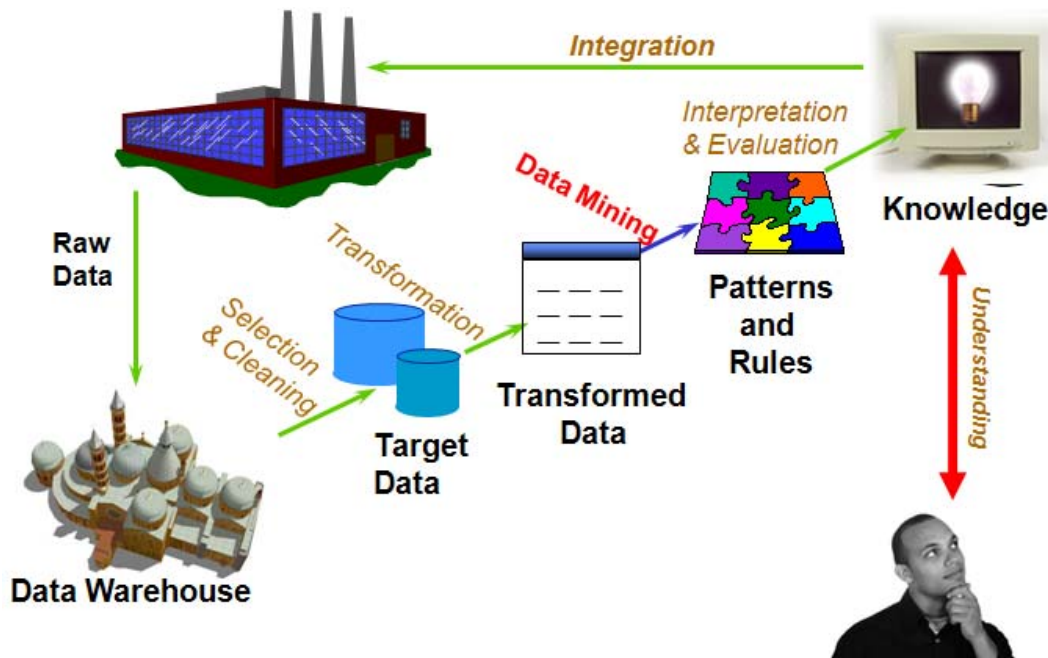 Integration
Interpretation
& Evaluation
Knowledge
Data Mining
Raw
Data
Transformation
Selection
& Cleaning
Patterns
and
Rules
Understanding
Transformed
Data
Target
Data
Data Warehouse